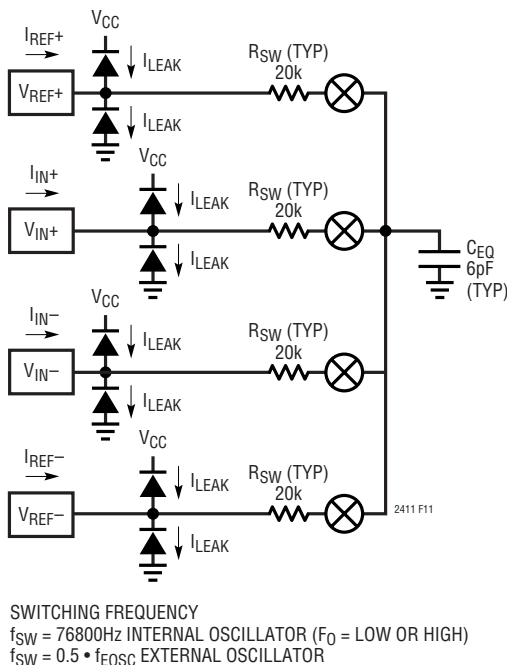 VCC
IREF+
ILEAK
RSW (TYP)
20k
VREF+
ILEAK
VCC
IIN+
ILEAK
RSW (TYP)
20k
VIN+
ILEAK
CEQ
6pF
(TYP)
VCC
IIN−
ILEAK
RSW (TYP)
20k
VIN−
ILEAK
VCC
IREF−
ILEAK
RSW (TYP)
20k
VREF−
2411 F11
ILEAK
SWITCHING FREQUENCY
fSW = 76800Hz INTERNAL OSCILLATOR (FO = LOW OR HIGH)
fSW = 0.5 • fEOSC EXTERNAL OSCILLATOR